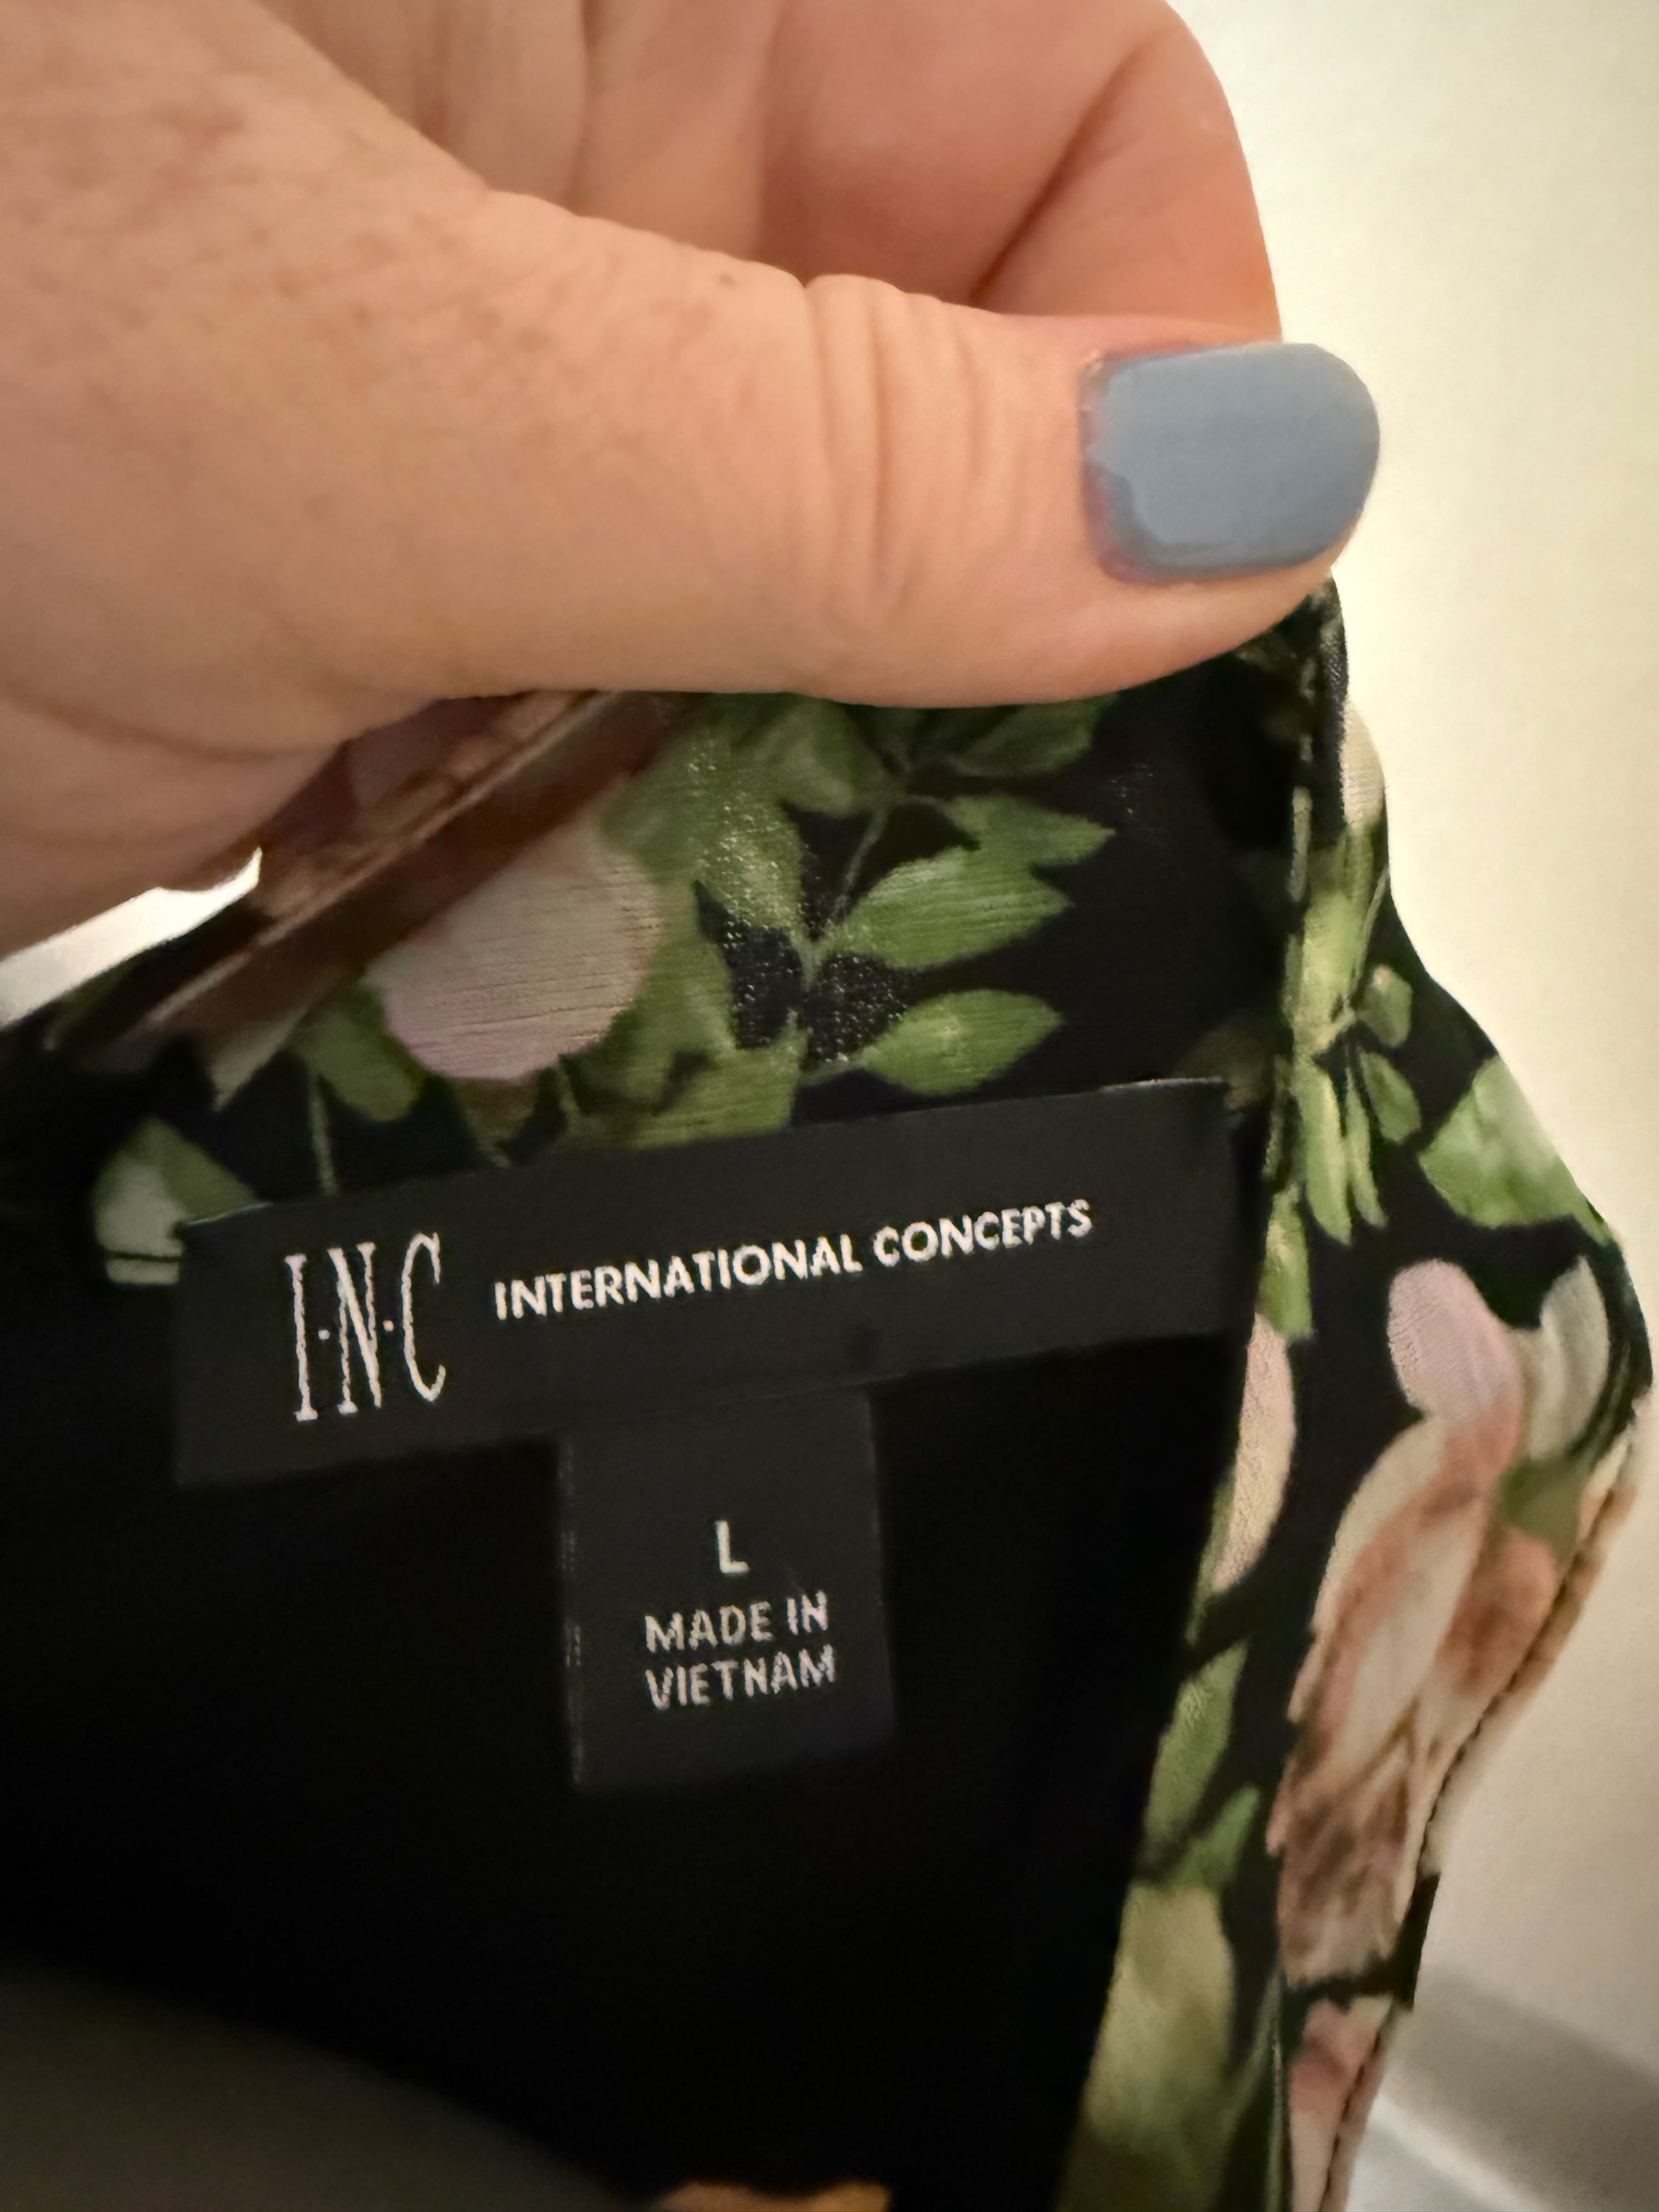 I·N·C INTERNATIONAL CONCEPTS
L
MADE IN
VIETNAM